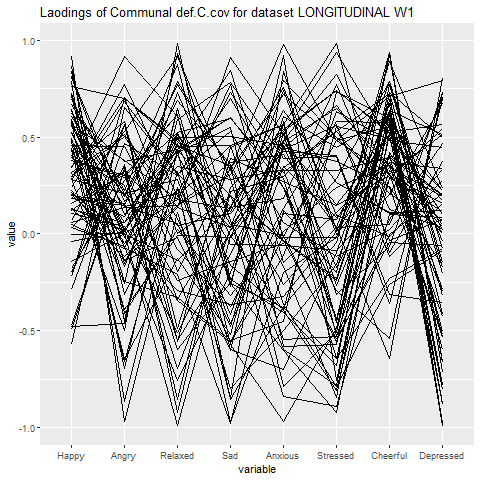 Laodings of Communal def.C.cov for dataset LONGITUDINAL W1
1.0
0.5
0.0
-0.5
-1.0
value
Happy Angry Relaxed Sad Anxious Stressed Cheerful Depressed
variable